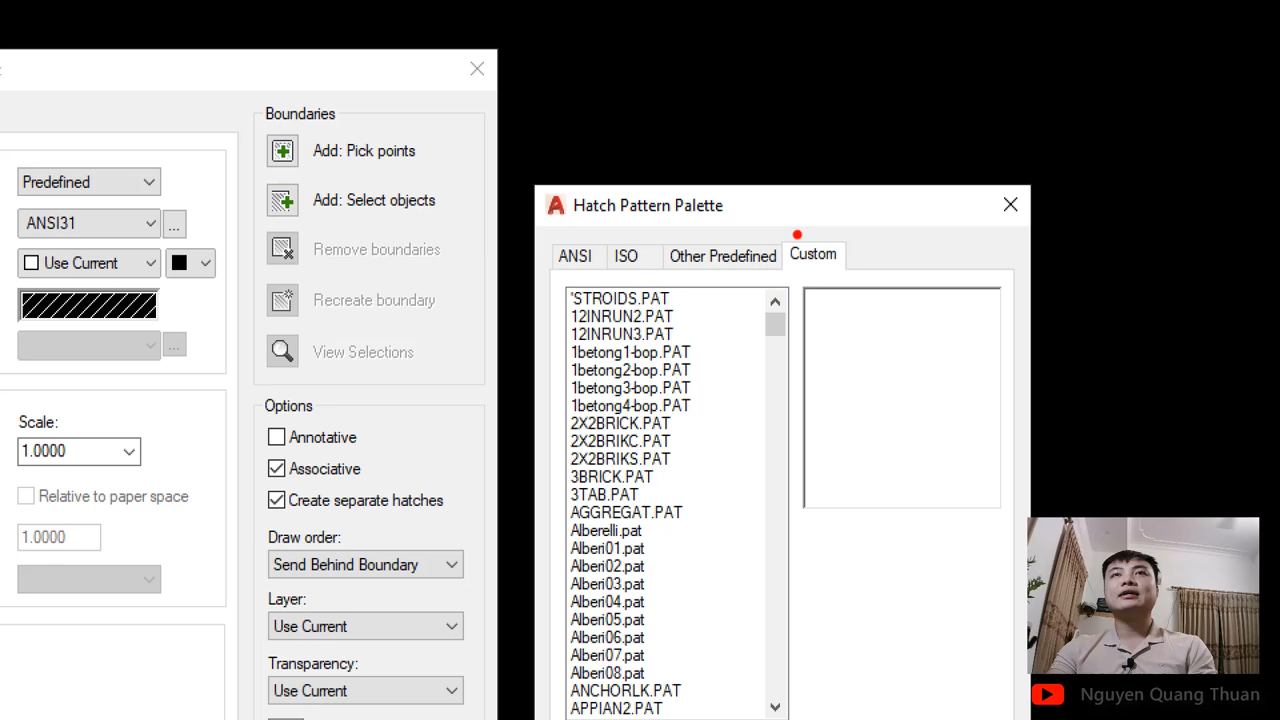 Predefined
ANSI31
...
Use Current
...
Scale:
1.0000
Relative to paper space
1.0000
Boundaries
Add: Pick points
Add: Select objects
Remove boundaries
Recreate boundary
View Selections
Options
Annotative
Associative
Create separate hatches
Draw order:
Send Behind Boundary
Layer:
Use Current
Transparency:
Use Current
Hatch Pattern Palette
ANSI
ISO
Other Predefined
Custom
'STROIDS.PAT
12INRUN2.PAT
12INRUN3.PAT
1betong1-bop.PAT
1betong2-bop.PAT
1betong3-bop.PAT
1betong4-bop.PAT
2X2BRICK.PAT
2X2BRIKC.PAT
2X2BRIKS.PAT
3BRICK.PAT
3TAB.PAT
AGGREGAT.PAT
Alberelli.pat
Alberi01.pat
Alberi02.pat
Alberi03.pat
Alberi04.pat
Alberi05.pat
Alberi06.pat
Alberi07.pat
Alberi08.pat
ANCHORLK.PAT
APPIAN2.PAT
Nguyen Quang Thuan